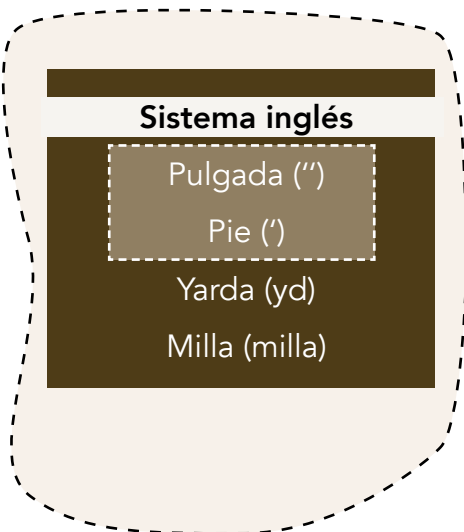 Sistema inglés
Pulgada (‘‘)
Pie (‘)
Yarda (yd)
Milla (milla)